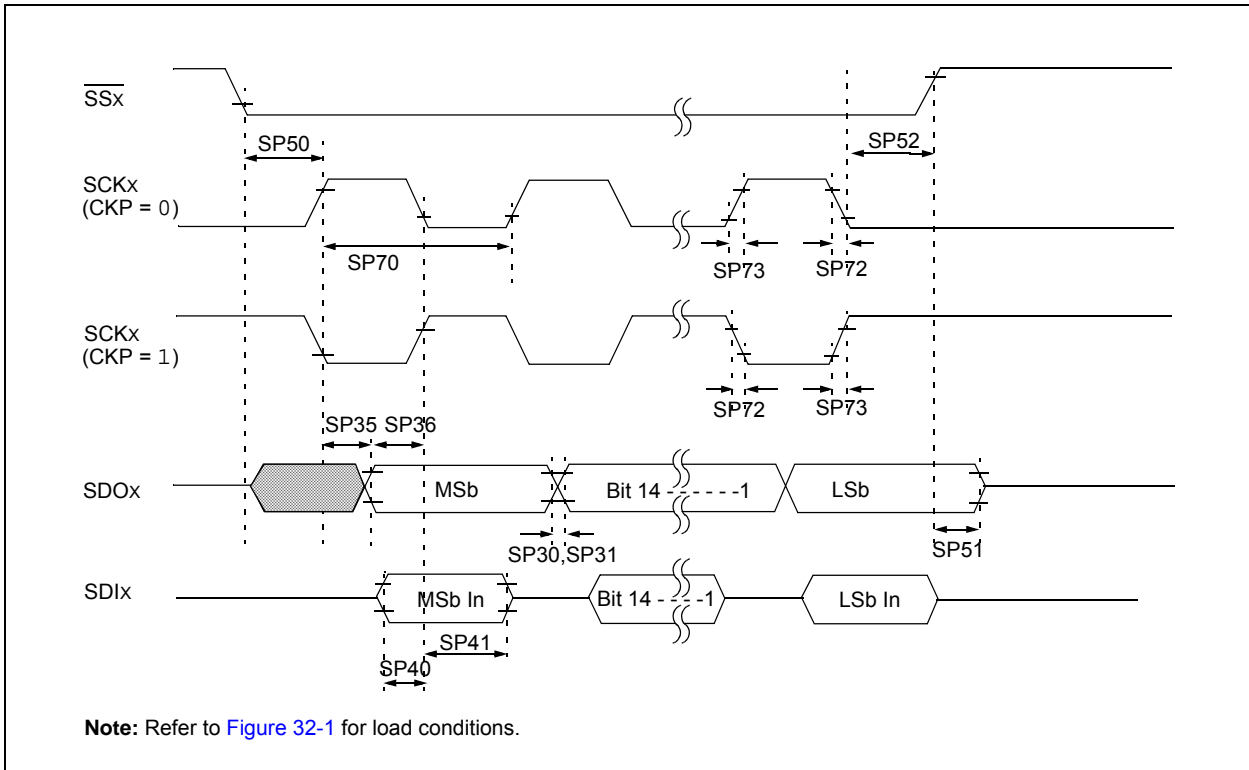 SSx
SP50
SP52
SCKx
(CKP = 0)
SP70
SP73
SP72
SCKx
(CKP = 1)
SP72
SP73
SP35
SP36
SDOx
MSb
Bit 14 - - - - - -1
LSb
SP30,SP31
SP51
SDIx
MSb In
Bit 14 - - - -1
LSb In
SP41
SP40
Note: Refer to Figure 32-1 for load conditions.